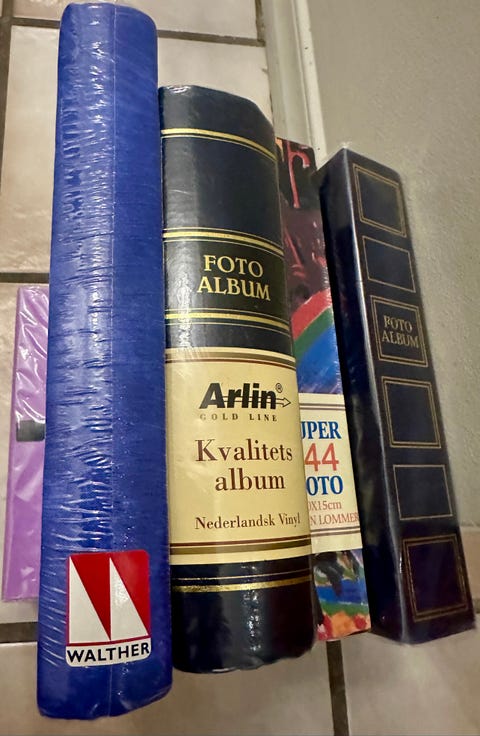 WALTHER
FOTO
ALBUM
Arlin®
GOLD LINE
Kvalitets
album
Nederlandsk Vinyl
UPER
44
OTO
0X15cm
N LOMMER
FOTO
ALBUM